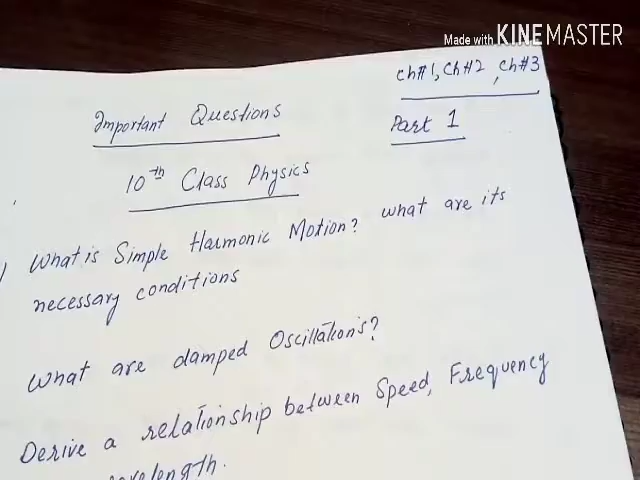 Made with KINEMASTER
Ch#1, Ch#2, Ch#3
Important Questions
Part 1
10th Class Physics
What is Simple Harmonic Motion? what are its
necessary conditions
What are damped Oscillations?
Derive a relationship between Speed, Frequency